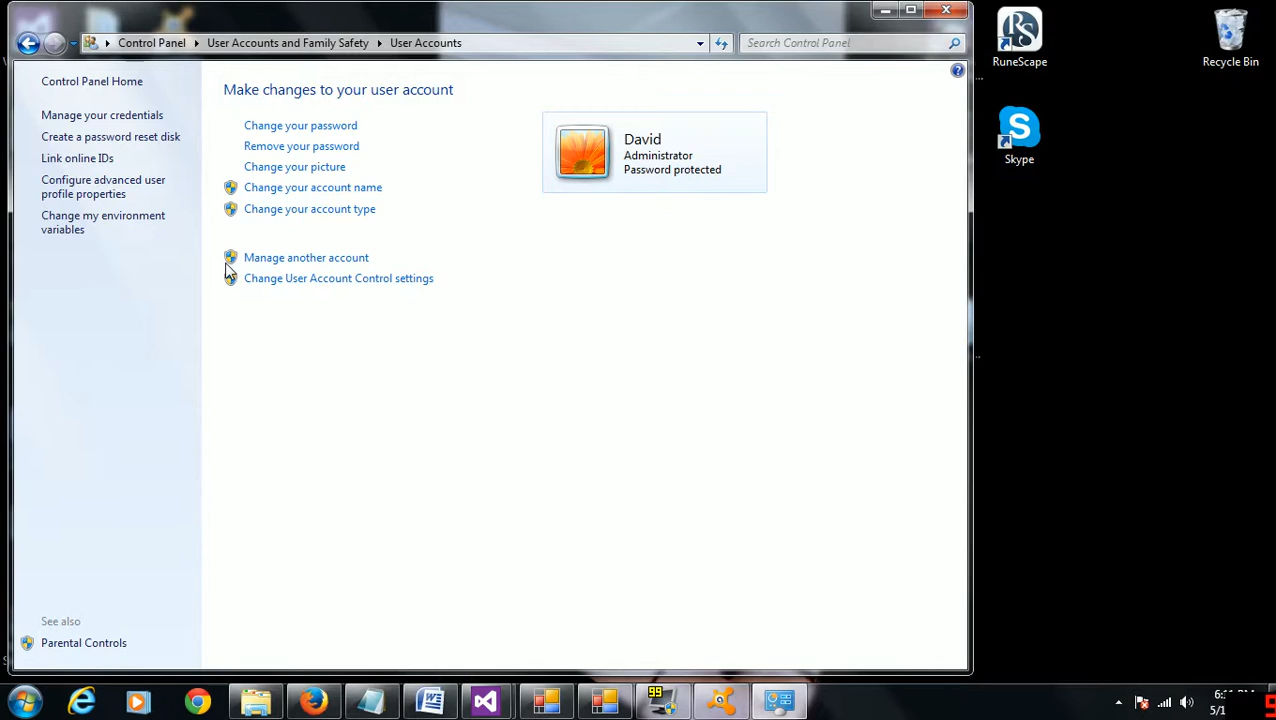 Control Panel
User Accounts and Family Safety
User Accounts
Search Control Panel
Control Panel Home
Manage your credentials
Create a password reset disk
Link online IDs
Configure advanced user
profile properties
Change my environment
variables
See also
Parental Controls
Make changes to your user account
Change your password
Remove your password
Change your picture
Change your account name
Change your account type
Manage another account
Change User Account Control settings
David
Administrator
Password protected
RuneScape
Recycle Bin
Skype
99
5/1